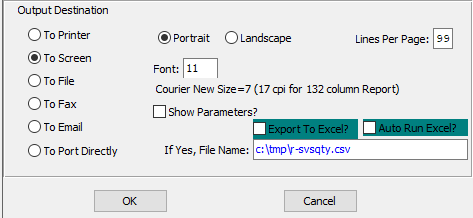 Output Destination
To Printer
To Screen
To File
To Fax
To Email
To Port Directly
Portrait
Landscape
Lines Per Page: 99
Font: 11
Courier New Size=7 (17 cpi for 132 column Report)
Show Parameters?
Export To Excel?
Auto Run Excel?
If Yes, File Name: c:\tmp\r-svsqty.csv
OK
Cancel